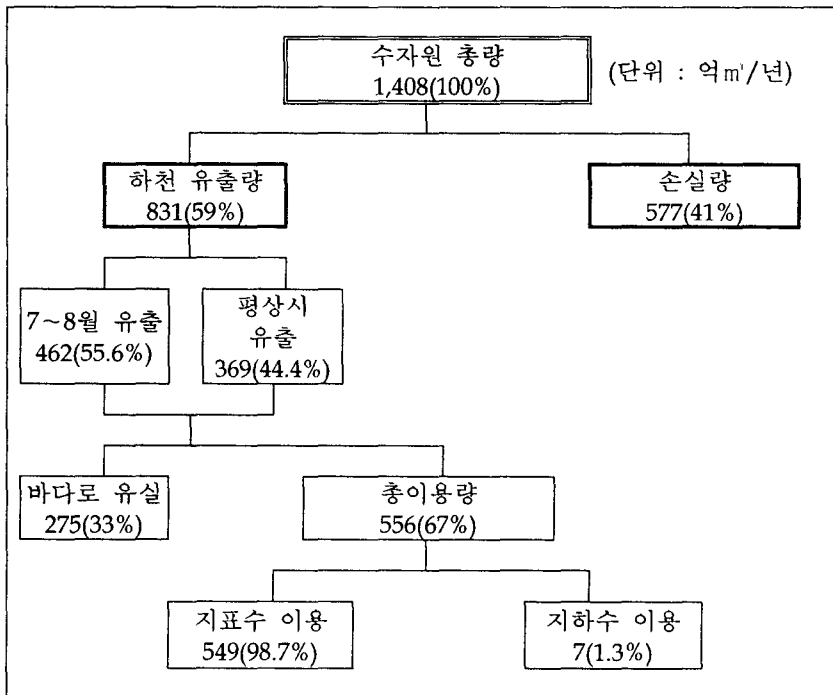 수자원 총량
1,408(100%)
(단위 : 억㎥/년)
하천 유출량
831(59%)
손실량
577(41%)
7~8월 유출
462(55.6%)
평상시
유출
369(44.4%)
바다로 유실
275(33%)
총이용량
556(67%)
지표수 이용
549(98.7%)
지하수 이용
7(1.3%)